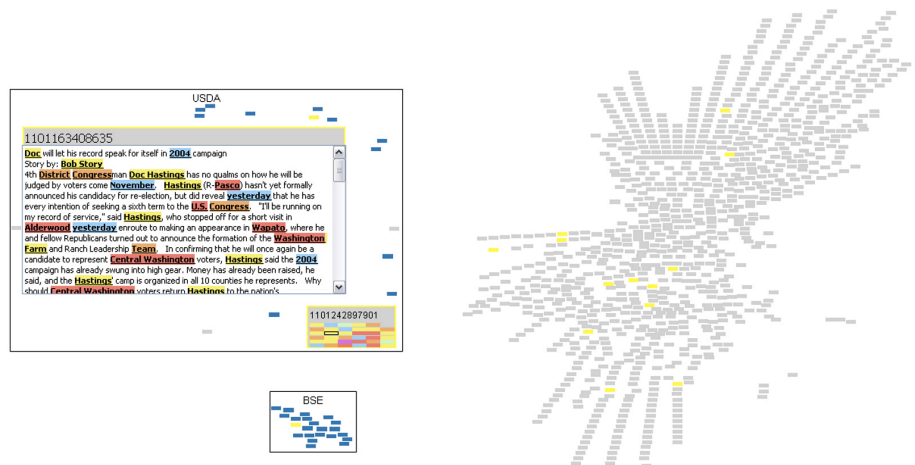 USDA
1101163408635
Doc will let his record speak for itself in 2004 campaign
Story by: Bob Story
4th District Congressman Doc Hastings has no qualms on how he will be
judged by voters come November. Hastings (R-Pasco) hasn't yet formally
announced his candidacy for re-election, but did reveal yesterday that he has
every intention of seeking a sixth term to the U.S. Congress. "I'll be running on
my record of service," said Hastings, who stopped off for a short visit in
Alderwood yesterday enroute to making an appearance in Wapato, where he
and fellow Republicans turned out to announce the formation of the Washington
Farm and Ranch Leadership Team. In confirming that he will once again be a
candidate to represent Central Washington voters, Hastings said the 2004
campaign has already swung into high gear. Money has already been raised, he
said, and the Hastings' camp is organized in all 10 counties he represents. Why
should Central Washington voters return Hastings to the nation's
1101242897901
BSE